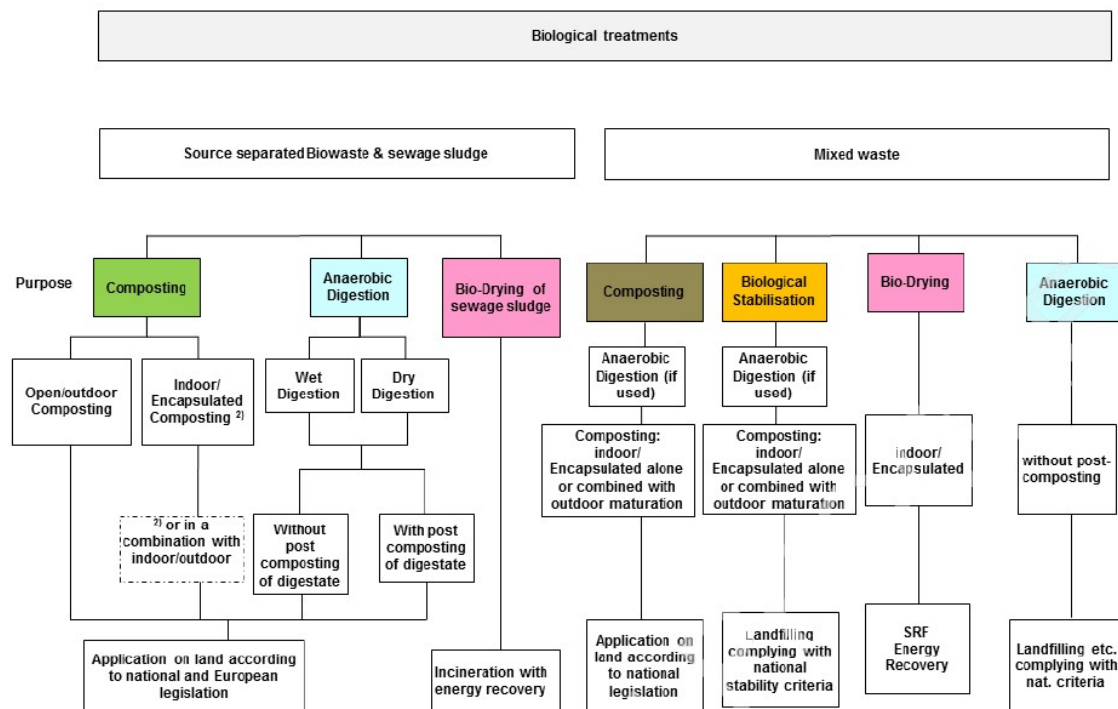 Biological treatments
Source separated Biowaste & sewage sludge
Mixed waste
Purpose
Composting
Anaerobic
Digestion
Bio-Drying of
sewage sludge
Composting
Biological
Stabilisation
Bio-Drying
Anaerobic
Digestion
Open/outdoor
Composting
Indoor/
Encapsulated
Composting 2)
Wet
Digestion
Dry
Digestion
Anaerobic
Digestion (if
used)
Anaerobic
Digestion (if
used)
Composting:
indoor/
Encapsulated alone
or combined with
outdoor maturation
Composting:
indoor/
Encapsulated alone
or combined with
outdoor maturation
indoor/
Encapsulated
without post-
composting
2) or in a
combination with
indoor/outdoor
Without
post
composting
of digestate
With post
composting
of digestate
Application on land according
to national and European
legislation
Incineration with
energy recovery
Application on
land according
to national
legislation
Landfilling
complying with
national
stability criteria
SRF
Energy
Recovery
Landfilling etc.
complying with
nat. criteria